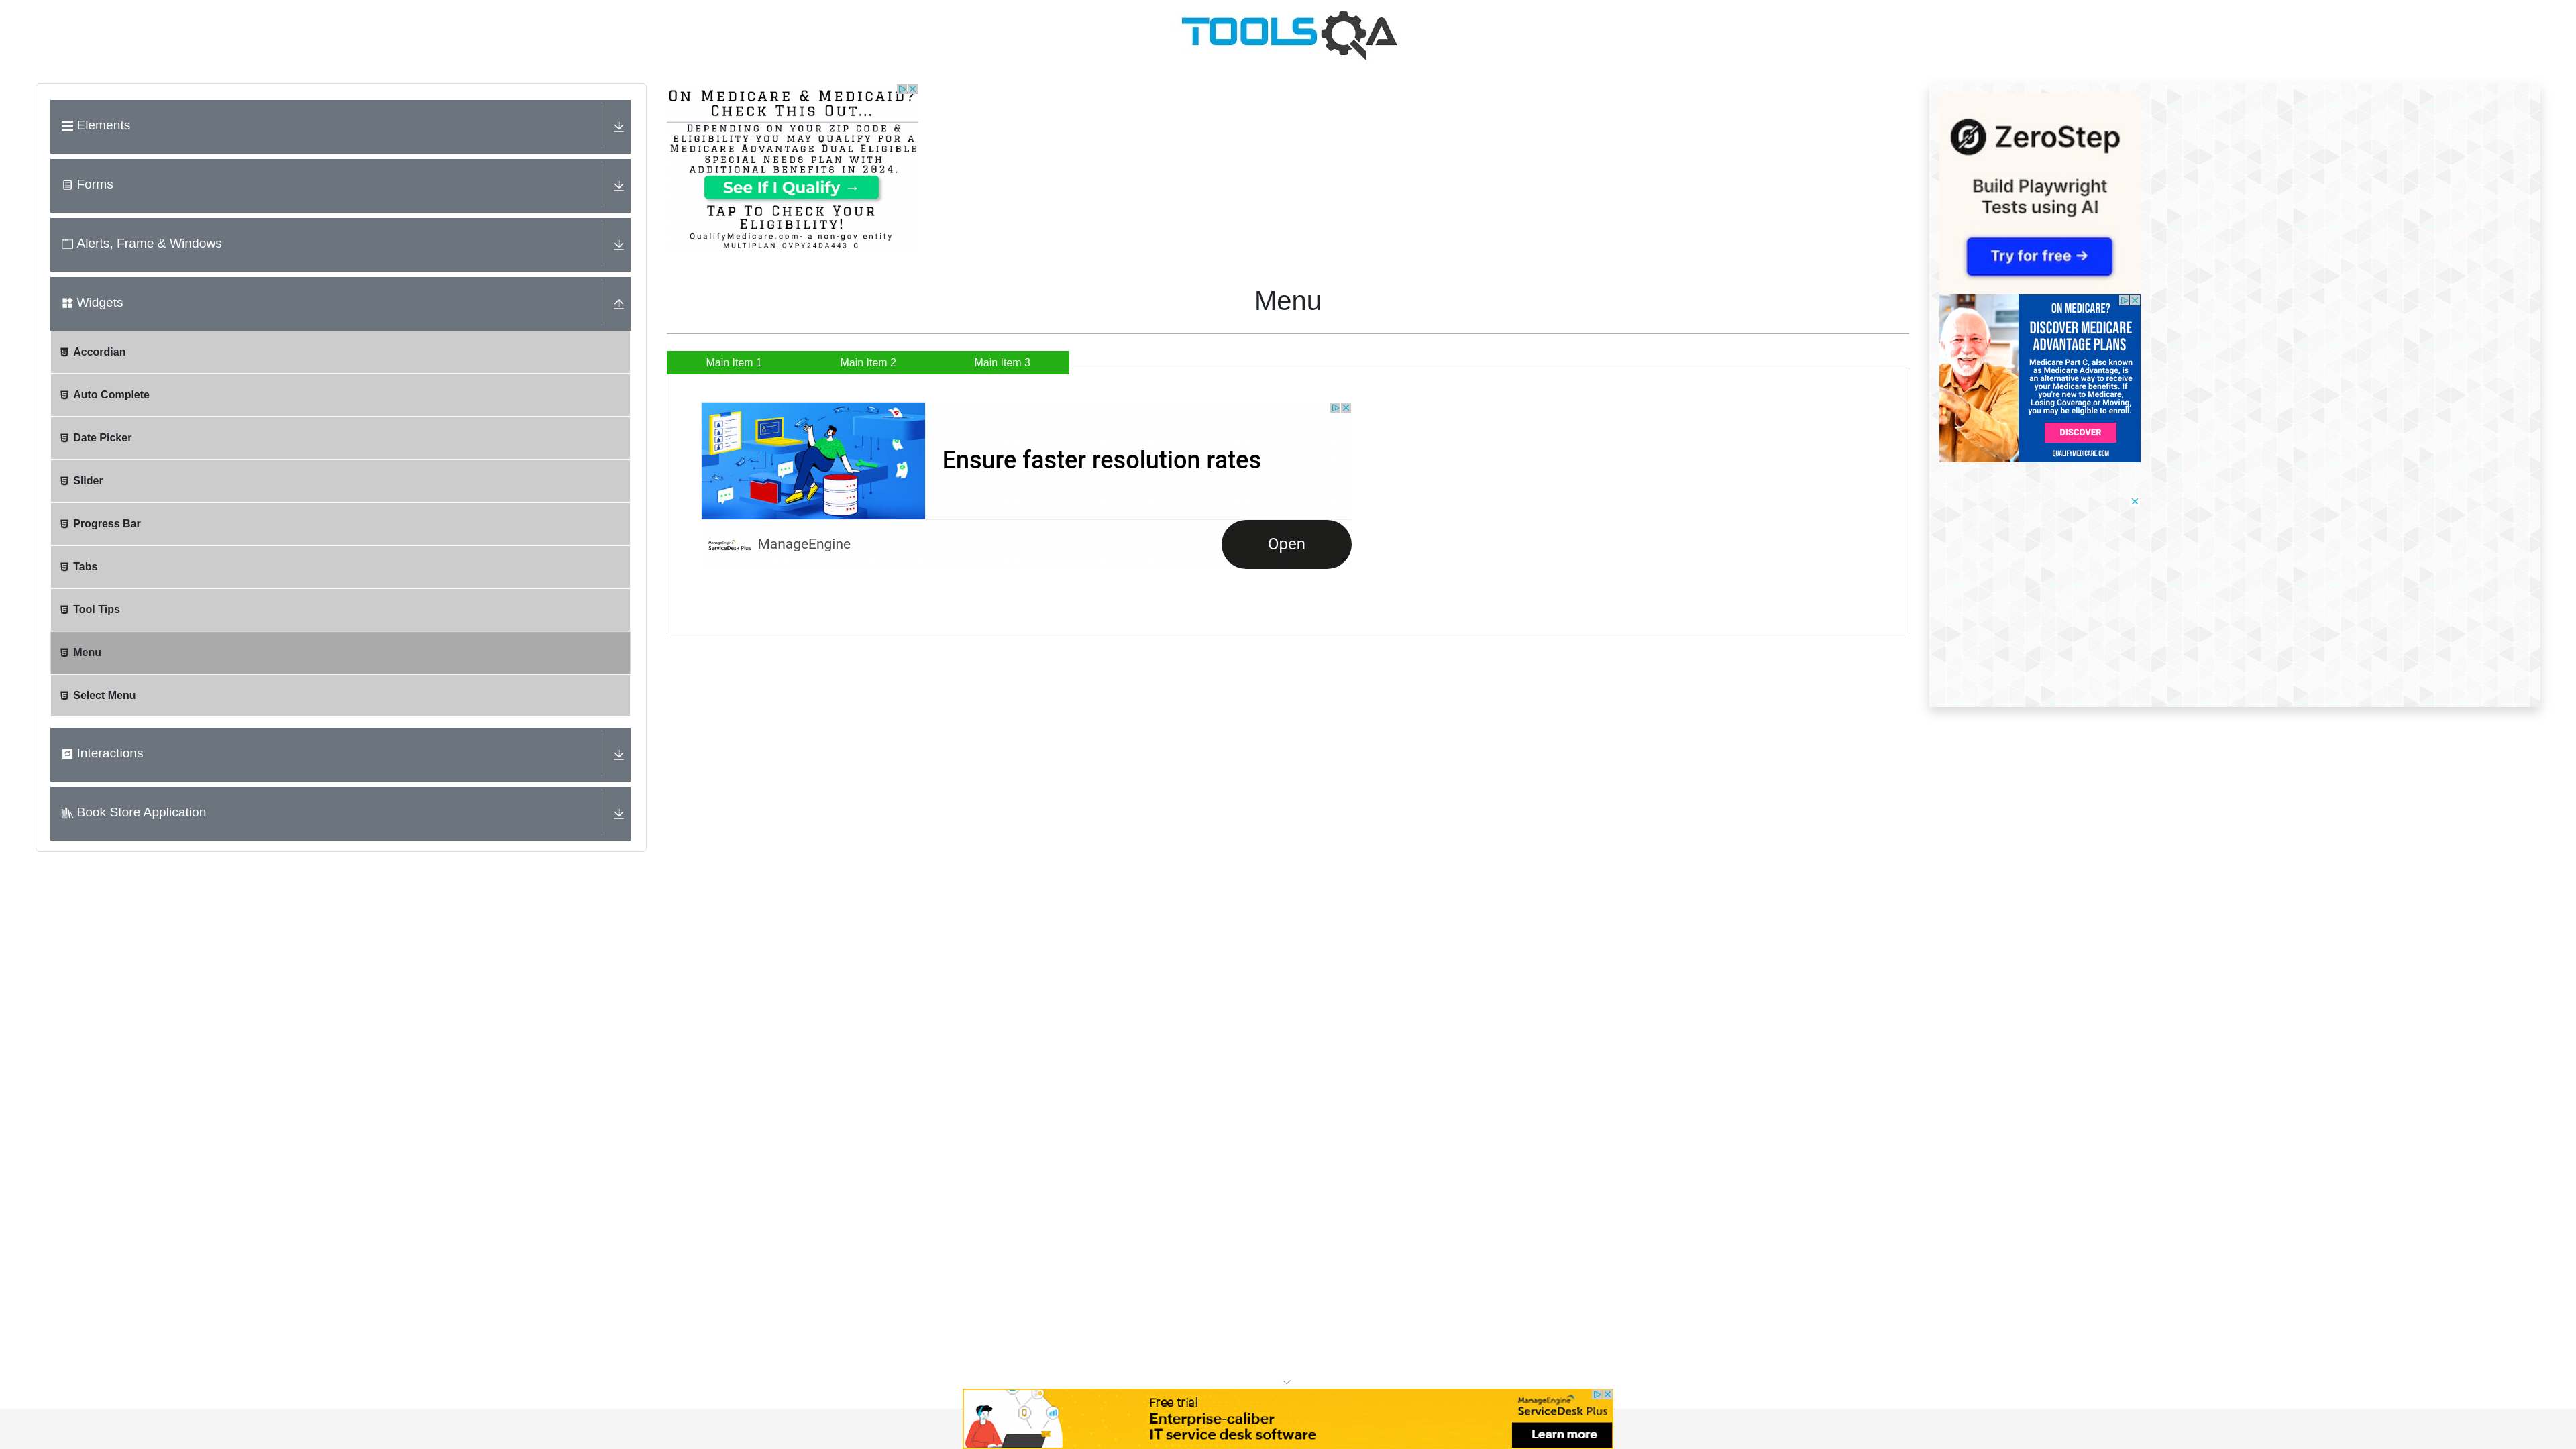 TOOLSQA
Elements
Forms
Alerts, Frame & Windows
Widgets
Accordian
Auto Complete
Date Picker
Slider
Progress Bar
Tabs
Tool Tips
Menu
Select Menu
Interactions
Book Store Application
On Medicare & Medicaid?
Check This Out...
Depending on your zip code &
eligibility you may qualify for a
Medicare Advantage Dual Eligible
Special Needs plan with
additional benefits in 2024.
See If I Qualify →
Tap To Check Your
Eligibility!
QualifyMedicare.com- a non-gov entity
MULTIPLAN_QVPY24DA443_C
Menu
Main Item 1
Main Item 2
Main Item 3
Ensure faster resolution rates
ManageEngine
ServiceDesk Plus
ManageEngine
Open
ZeroStep
Build Playwright
Tests using AI
Try for free →
ON MEDICARE?
DISCOVER MEDICARE
ADVANTAGE PLANS
Medicare Part C, also known
as Medicare Advantage, is
an alternative way to receive
your Medicare benefits. If
you're new to Medicare,
Losing Coverage or Moving,
you may be eligible to enroll.
DISCOVER
QUALIFYMEDICARE.COM
Free trial
Enterprise-caliber
IT service desk software
ManageEngine
ServiceDesk Plus
Learn more